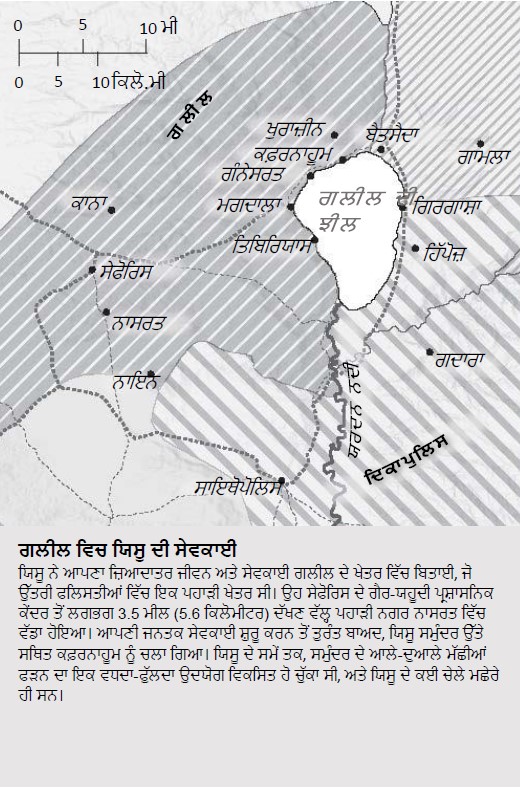 0 5 10 ਮੀ
0 5 10 ਕਿਲੋ.ਮੀ
ਗਲੀਲ
ਖੁਰਾਜ਼ੀਨ
ਬੈਤਸੈਦਾ
ਕਫ਼ਰਨਾਹੂਮ
ਗਾਮਲਾ
ਗੰਨੇਸਰਤ
ਕਾਨਾ
ਮਗਦਾਲਾ
ਗਲੀਲ ਦੀ
ਝੀਲ
ਗਿਰਗਾਸ਼ਾ
ਤਿਬਿਰਿਯਾਸ
ਹਿੱਪੋਜ਼
ਸੇਫੋਰਿਸ
ਨਾਸਰਤ
ਗਦਾਰਾ
ਨਾਇਨ
ਯਰਦਨ ਨਦੀ
ਦਿਕਾਪੁਲਿਸ
ਸਾਇਥੋਪੋਲਿਸ
ਗਲੀਲ ਵਿਚ ਯਿਸੂ ਦੀ ਸੇਵਕਾਈ
ਯਿਸੂ ਨੇ ਆਪਣਾ ਜ਼ਿਆਦਾਤਰ ਜੀਵਨ ਅਤੇ ਸੇਵਕਾਈ ਗਲੀਲ ਦੇ ਖੇਤਰ ਵਿੱਚ ਬਿਤਾਈ, ਜੋ
ਉੱਤਰੀ ਫਲਿਸਤੀਆਂ ਵਿੱਚ ਇਕ ਪਹਾੜੀ ਖੇਤਰ ਸੀ। ਉਹ ਸੇਫੇਰਿਸ ਦੇ ਗੈਰ-ਯਹੂਦੀ ਪ੍ਰਸ਼ਾਸਨਿਕ
ਕੇਂਦਰ ਤੋਂ ਲਗਭਗ 3.5 ਮੀਲ (5.6 ਕਿਲੋਮੀਟਰ) ਦੱਖਣ ਵੱਲ੍ਹ ਪਹਾੜੀ ਨਗਰ ਨਾਸਰਤ ਵਿੱਚ
ਵੱਡਾ ਹੋਇਆ। ਆਪਣੀ ਜਨਤਕ ਸੇਵਕਾਈ ਸ਼ੁਰੂ ਕਰਨ ਤੋਂ ਤੁਰੰਤ ਬਾਅਦ, ਯਿਸੂ ਸਮੁੰਦਰ ਉੱਤੇ
ਸਥਿਤ ਕਫ਼ਰਨਾਹੂਮ ਨੂੰ ਚਲਾ ਗਿਆ। ਯਿਸੂ ਦੇ ਸਮੇਂ ਤਕ, ਸਮੁੰਦਰ ਦੇ ਆਲੇ-ਦੁਆਲੇ ਮੱਛੀਆਂ
ਫੜਨ ਦਾ ਇਕ ਵਧਦਾ-ਫੁੱਲਦਾ ਉਦਯੋਗ ਵਿਕਸਿਤ ਹੋ ਚੁੱਕਾ ਸੀ, ਅਤੇ ਯਿਸੂ ਦੇ ਕਈ ਚੇਲੇ ਮਛੇਰੇ
ਹੀ ਸਨ।